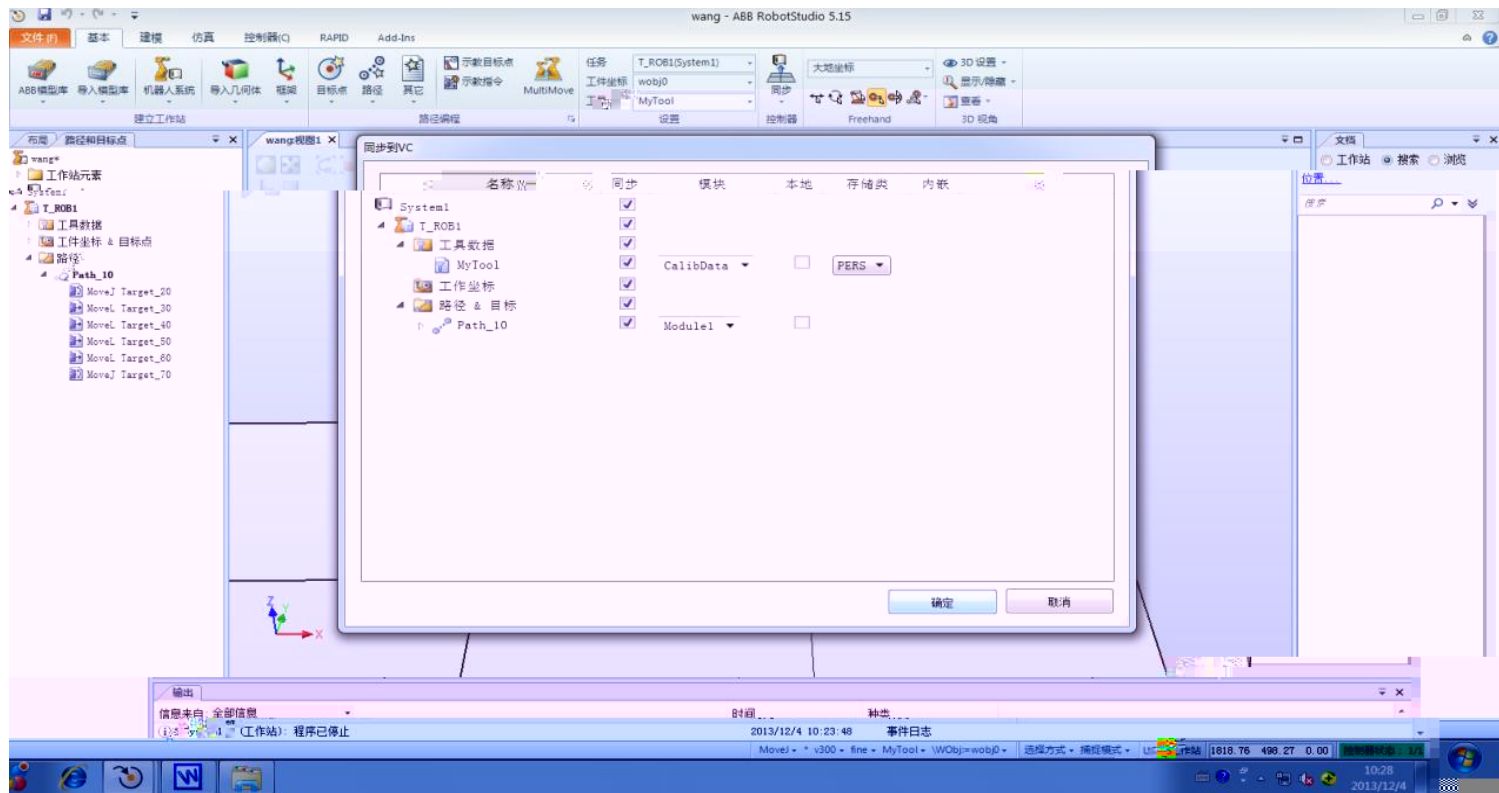 wang - ABB RobotStudio 5.15
文件(F) 基本 建模 仿真 控制器(C) RAPID Add-Ins
ABB模型库 导入模型库 机器人系统 导入几何体 框架 目标点 路径 其它 示教目标点 示教指令 MultiMove
任务 T_ROB1(System1)
工件坐标 wobj0
MyTool
同步 大地坐标 3D 设置 显示/隐藏 查看
建立工作站 路径编程 设置 控制器 Freehand 3D 视角
布局 路径和目标点 wang:视图1 文档
wang*
工作站元素
T_ROB1
工具数据
工件坐标 & 目标点
路径
Path_10
MoveJ Target_20
MoveL Target_30
MoveL Target_40
MoveL Target_50
MoveL Target_60
MoveJ Target_70
同步到VC
名称 同步 模块 本地 存储类 内嵌
System1
T_ROB1
工具数据
MyTool CalibData PERS
工作坐标
路径 & 目标
Path_10 Module1
确定 取消
工作站 搜索 浏览
位置...
搜索
Z Y X
输出
信息来自: 全部信息 时间 种类
(工作站): 程序已停止 2013/12/4 10:23:48 事件日志
MoveJ * v300 fine MyTool \WObj:=wobj0 选择方式 捕捉模式 1818.76 498.27 0.00 控制器状态: 1/1
10:28
2013/12/4